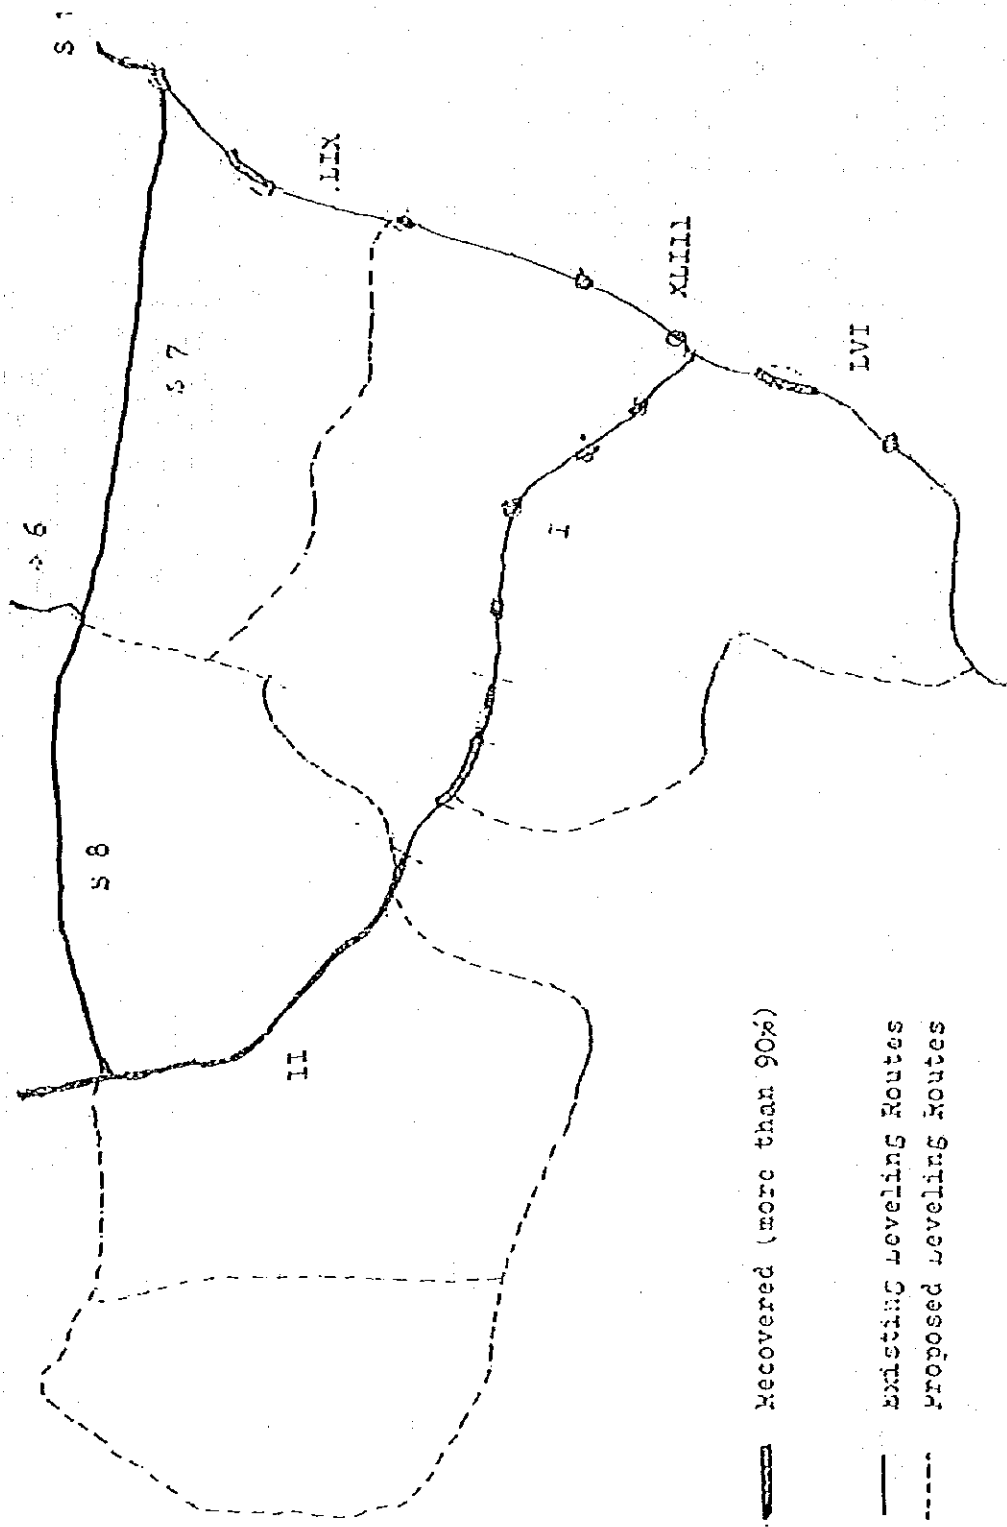 S 1
.LIX
S 7
S 6
XLIII
LVI
I
S 8
II
Recovered (more than 90%)
Existing Leveling Routes
Proposed Leveling Routes